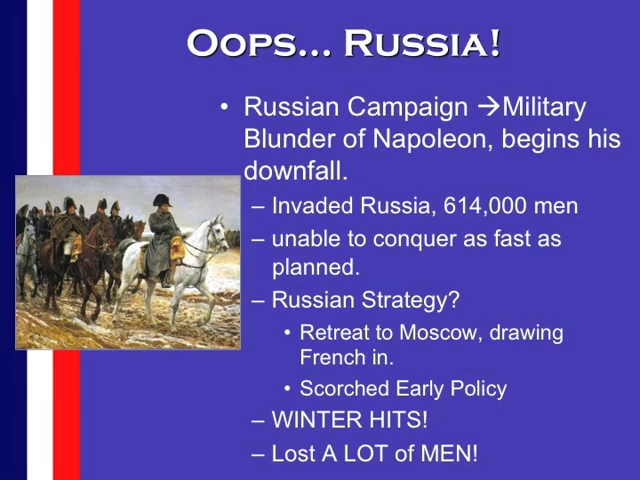 Oops... Russia!
• Russian Campaign →Military
Blunder of Napoleon, begins his
downfall.
– Invaded Russia, 614,000 men
– unable to conquer as fast as
planned.
– Russian Strategy?
• Retreat to Moscow, drawing
French in.
• Scorched Early Policy
– WINTER HITS!
– Lost A LOT of MEN!